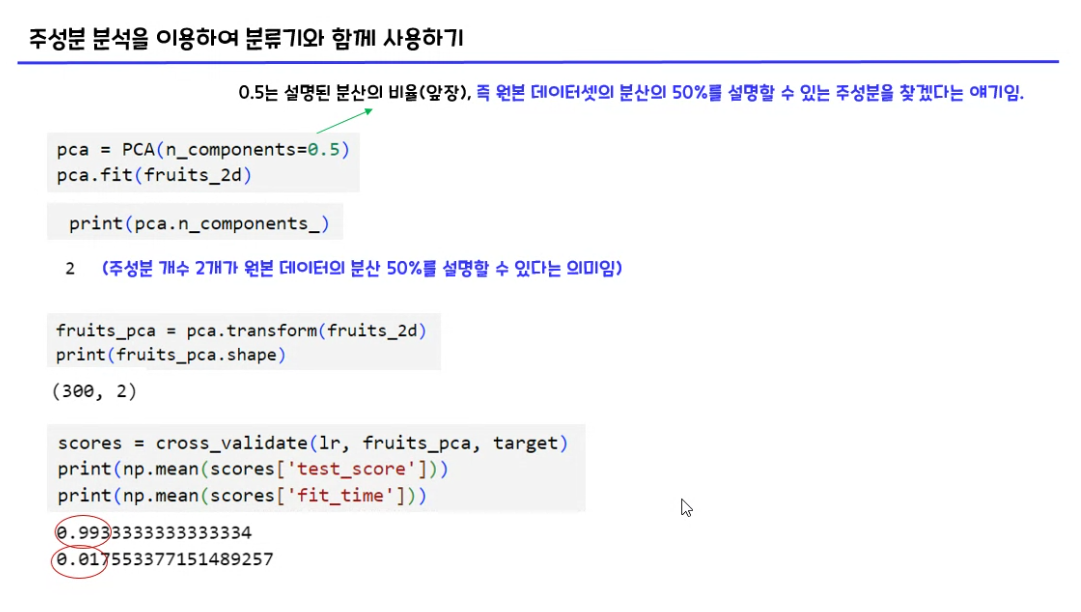 주성분 분석을 이용하여 분류기와 함께 사용하기
0.5는 설명된 분산의 비율(앞장), 즉 원본 데이터셋의 분산의 50%를 설명할 수 있는 주성분을 찾겠다는 얘기임.
pca = PCA(n_components=0.5)
pca.fit(fruits_2d)
print(pca.n_components_)
2 (주성분 개수 2개가 원본 데이터의 분산 50%를 설명할 수 있다는 의미임)
fruits_pca = pca.transform(fruits_2d)
print(fruits_pca.shape)
(300, 2)
scores = cross_validate(lr, fruits_pca, target)
print(np.mean(scores['test_score']))
print(np.mean(scores['fit_time']))
0.9933333333333334
0.017553377151489257